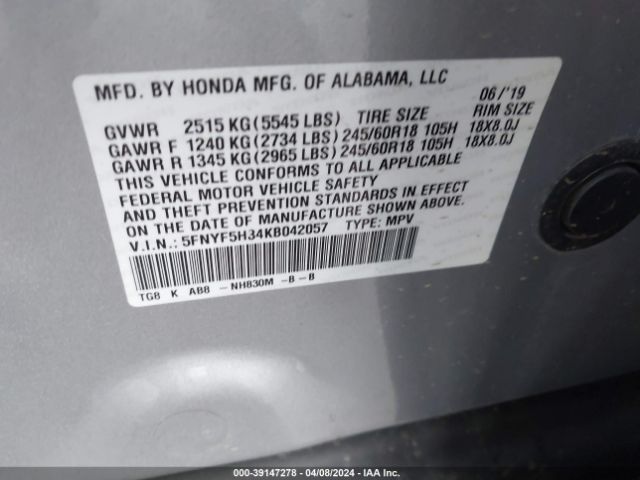 MFD. BY HONDA MFG. OF ALABAMA, LLC 06/'19
GVWR 2515 KG(5545 LBS) TIRE SIZE RIM SIZE
GAWR F 1240 KG(2734 LBS) 245/60R18 105H 18X8.0J
GAWR R 1345 KG(2965 LBS) 245/60R18 105H 18X8.0J
THIS VEHICLE CONFORMS TO ALL APPLICABLE
FEDERAL MOTOR VEHICLE SAFETY
AND THEFT PREVENTION STANDARDS IN EFFECT
ON THE DATE OF MANUFACTURE SHOWN ABOVE.
V.I.N.: 5FNYF5H34KB042057 TYPE: MPV
TG8 K AB8 - NH830M -B-B
000-39147278 - 04/08/2024 - IAA Inc.